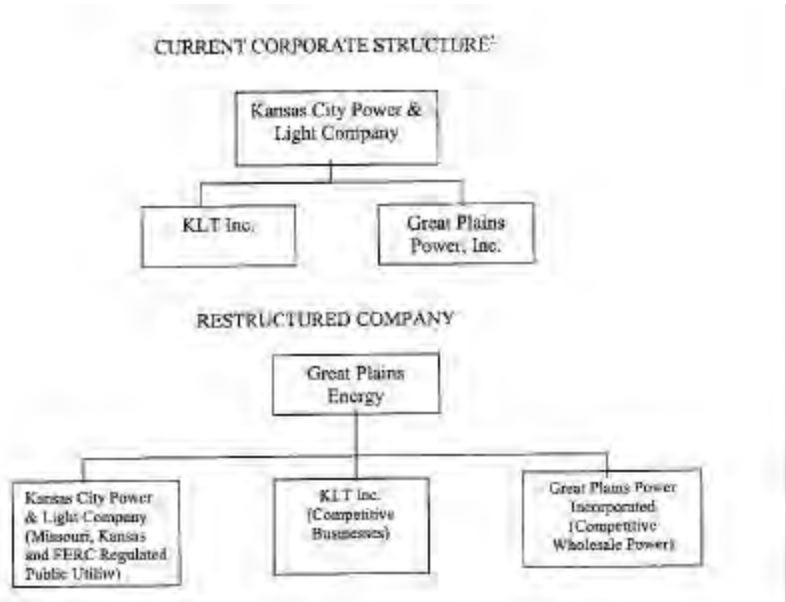 CURRENT CORPORATE STRUCTURE
Kansas City Power &
Light Company
KLT Inc.
Great Plains
Power, Inc.
RESTRUCTURED COMPANY
Great Plains
Energy
Kansas City Power
& Light Company
(Missouri, Kansas
and FERC Regulated
Public Utility)
KLT Inc.
(Competitive
Businesses)
Great Plains Power
Incorporated
(Competitive
Wholesale Power)